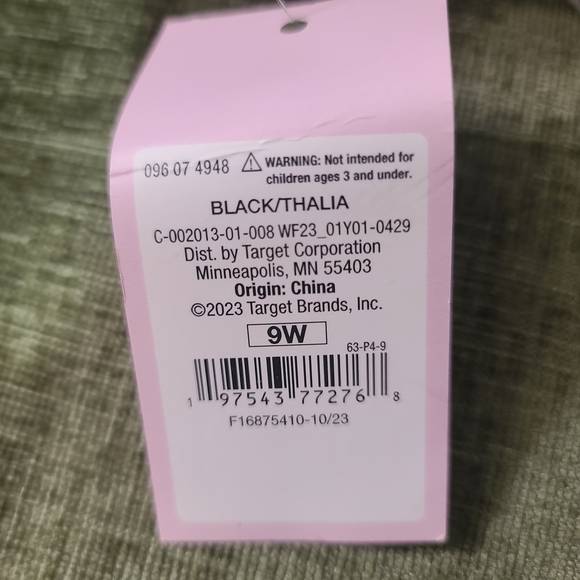 096 07 4948 ⚠ WARNING: Not intended for
children ages 3 and under.
BLACK/THALIA
C-002013-01-008 WF23_01Y01-0429
Dist. by Target Corporation
Minneapolis, MN 55403
Origin: China
©2023 Target Brands, Inc.
9W
63-P4-9
1 97543 77276 8
F16875410-10/23